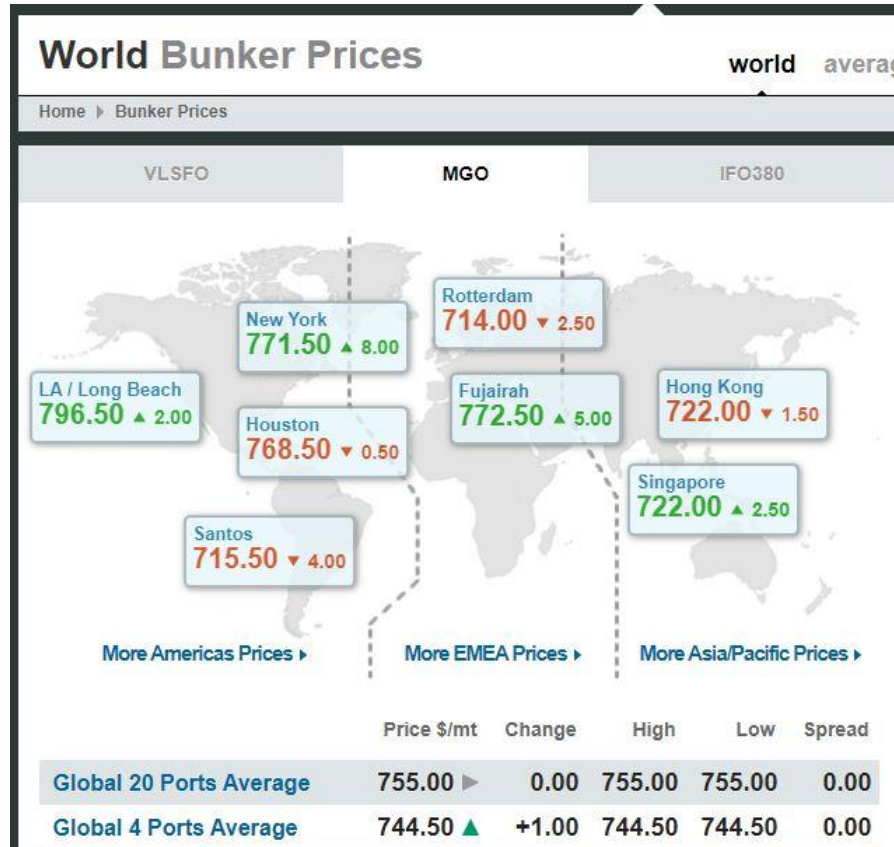 World Bunker Prices
world averag
Home ▶ Bunker Prices
VLSFO MGO IFO380
New York
771.50 ▲ 8.00
Rotterdam
714.00 ▼ 2.50
LA / Long Beach
796.50 ▲ 2.00
Houston
768.50 ▼ 0.50
Fujairah
772.50 ▲ 5.00
Hong Kong
722.00 ▼ 1.50
Singapore
722.00 ▲ 2.50
Santos
715.50 ▼ 4.00
More Americas Prices ▶ More EMEA Prices ▶ More Asia/Pacific Prices ▶
Price $/mt Change High Low Spread
Global 20 Ports Average 755.00 ▶ 0.00 755.00 755.00 0.00
Global 4 Ports Average 744.50 ▲ +1.00 744.50 744.50 0.00